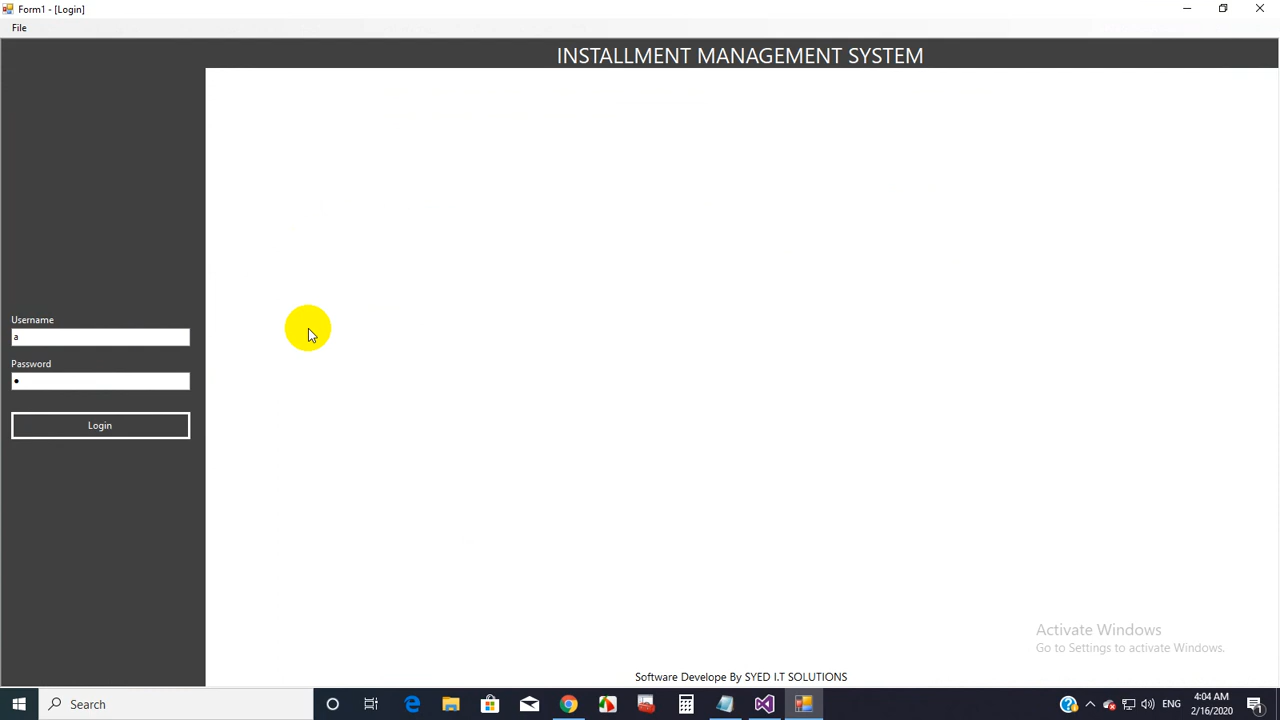 Form1 - [Login]
File
INSTALLMENT MANAGEMENT SYSTEM
Username
a
Password
●
Login
Activate Windows
Go to Settings to activate Windows.
Software Develope By SYED I.T SOLUTIONS
Search
ENG
4:04 AM
2/16/2020
1